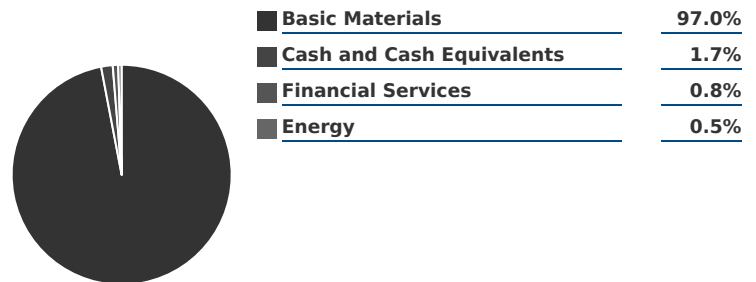 Basic Materials 97.0%
Cash and Cash Equivalents 1.7%
Financial Services 0.8%
Energy 0.5%